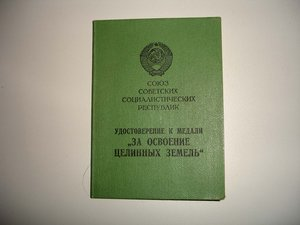 СОЮЗ
СОВЕТСКИХ
СОЦИАЛИСТИЧЕСКИХ
РЕСПУБЛИК
УДОСТОВЕРЕНИЕ К МЕДАЛИ
„ЗА ОСВОЕНИЕ
ЦЕЛИННЫХ ЗЕМЕЛЬ"